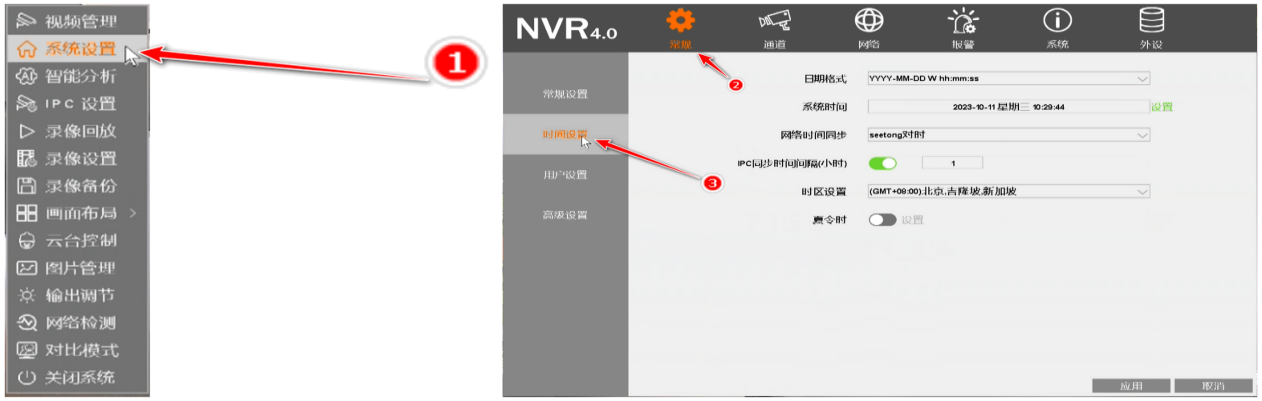 视频管理
系统设置
智能分析
IPC 设置
录像回放
录像设置
录像备份
画面布局 >
云台控制
图片管理
输出调节
网络检测
对比模式
关闭系统
1
NVR4.0
常规 通道 网络 报警 系统 外设
2
常规设置
时间设置
用户设置
高级设置
3
日期格式 YYYY-MM-DD W hh:mm:ss
系统时间 2023-10-11 星期三 10:29:44 设置
网络时间同步 seetong对时
IPC同步时间间隔(小时) 1
时区设置 (GMT+08:00)北京,吉隆坡,新加坡
夏令时 设置
应用 取消